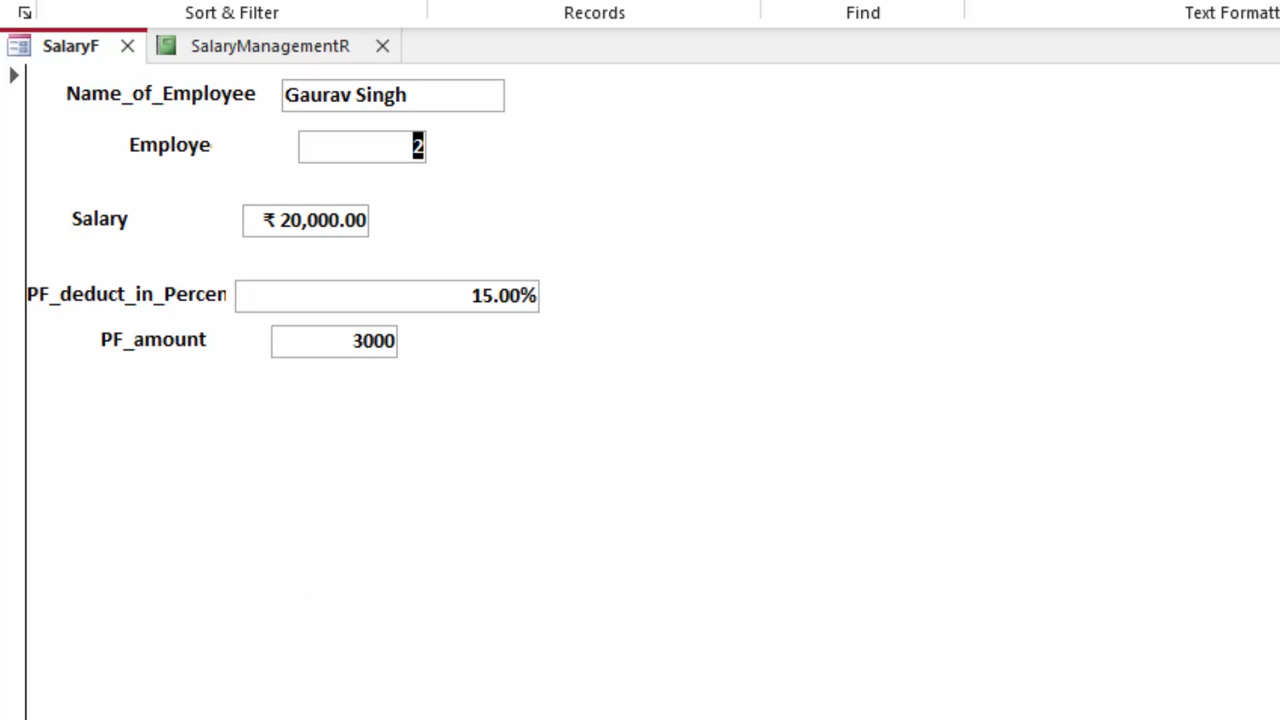 Sort & Filter Records Find Text Formatt
SalaryF SalaryManagementR
Name_of_Employee Gaurav Singh
Employe 2
Salary ₹ 20,000.00
PF_deduct_in_Percen 15.00%
PF_amount 3000